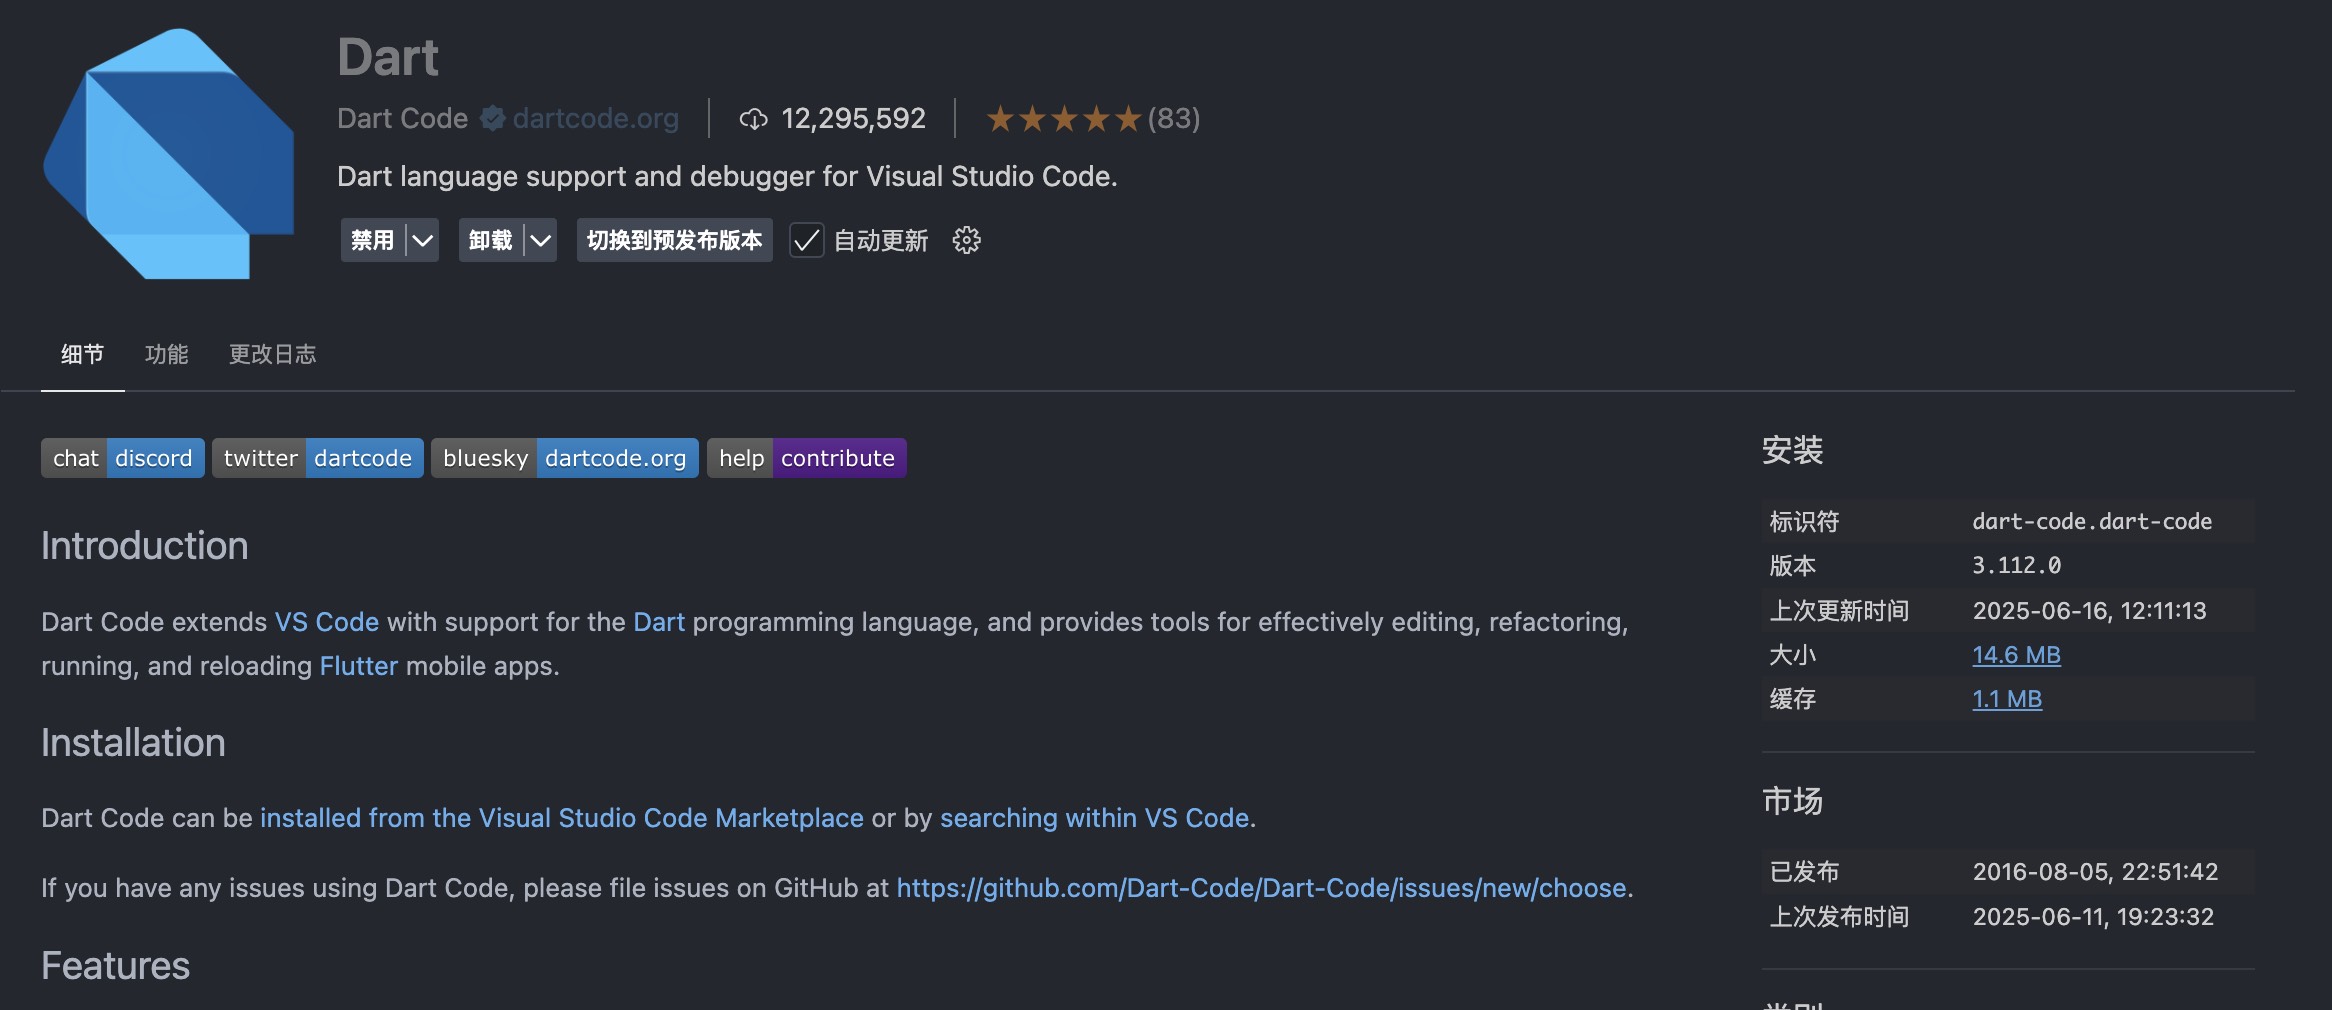 Dart
Dart Code dartcode.org 12,295,592 (83)
Dart language support and debugger for Visual Studio Code.
禁用 卸载 切换到预发布版本 自动更新
细节 功能 更改日志
chat discord twitter dartcode bluesky dartcode.org help contribute
Introduction
Dart Code extends VS Code with support for the Dart programming language, and provides tools for effectively editing, refactoring,
running, and reloading Flutter mobile apps.
Installation
Dart Code can be installed from the Visual Studio Code Marketplace or by searching within VS Code.
If you have any issues using Dart Code, please file issues on GitHub at https://github.com/Dart-Code/Dart-Code/issues/new/choose.
Features
安装
标识符 dart-code.dart-code
版本 3.112.0
上次更新时间 2025-06-16, 12:11:13
大小 14.6 MB
缓存 1.1 MB
市场
已发布 2016-08-05, 22:51:42
上次发布时间 2025-06-11, 19:23:32